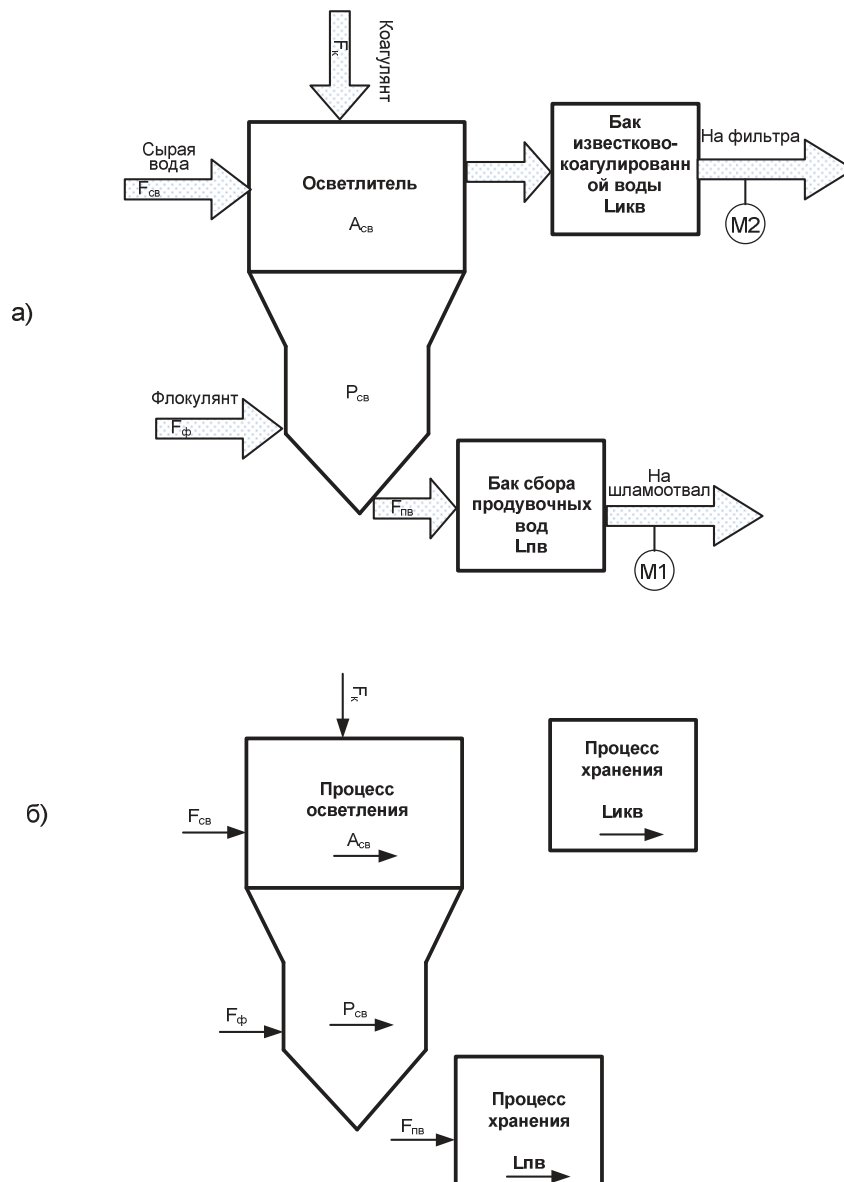 Коагулянт
Fк
Сырая
вода
Fсв
Осветлитель
Aсв
Бак
известково-
коагулированн
ой воды
Lикв
На фильтра
M2
а)
Pсв
Флокулянт
Fф
Fпв
Бак сбора
продувочных
вод
Lпв
На
шламоотвал
M1
Fк
б)
Процесс
осветления
Fсв
Aсв
Процесс
хранения
Lикв
Fф
Pсв
Fпв
Процесс
хранения
Lпв